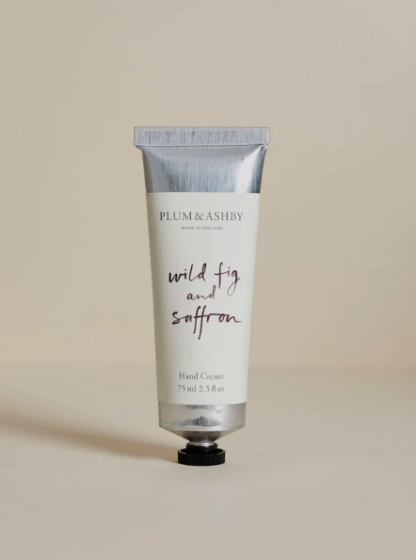 PLUM & ASHBY
MADE IN ENGLAND
wild fig
and
saffron
Hand Cream
75 ml 2.5 fl oz